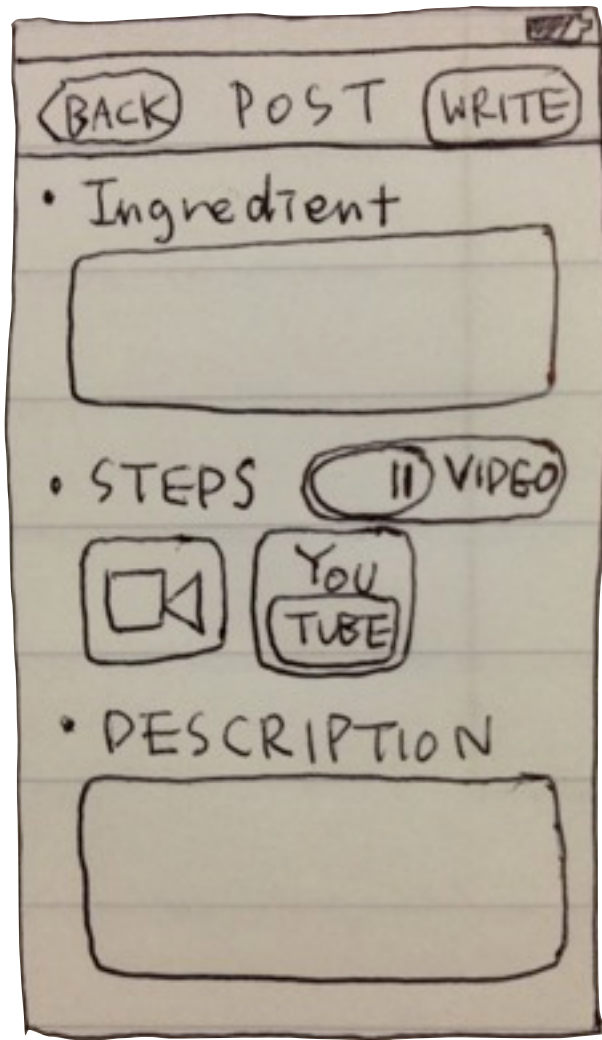 BACK POST WRITE
• Ingredient
• STEPS VIDEO
YOU
TUBE
• DESCRIPTION